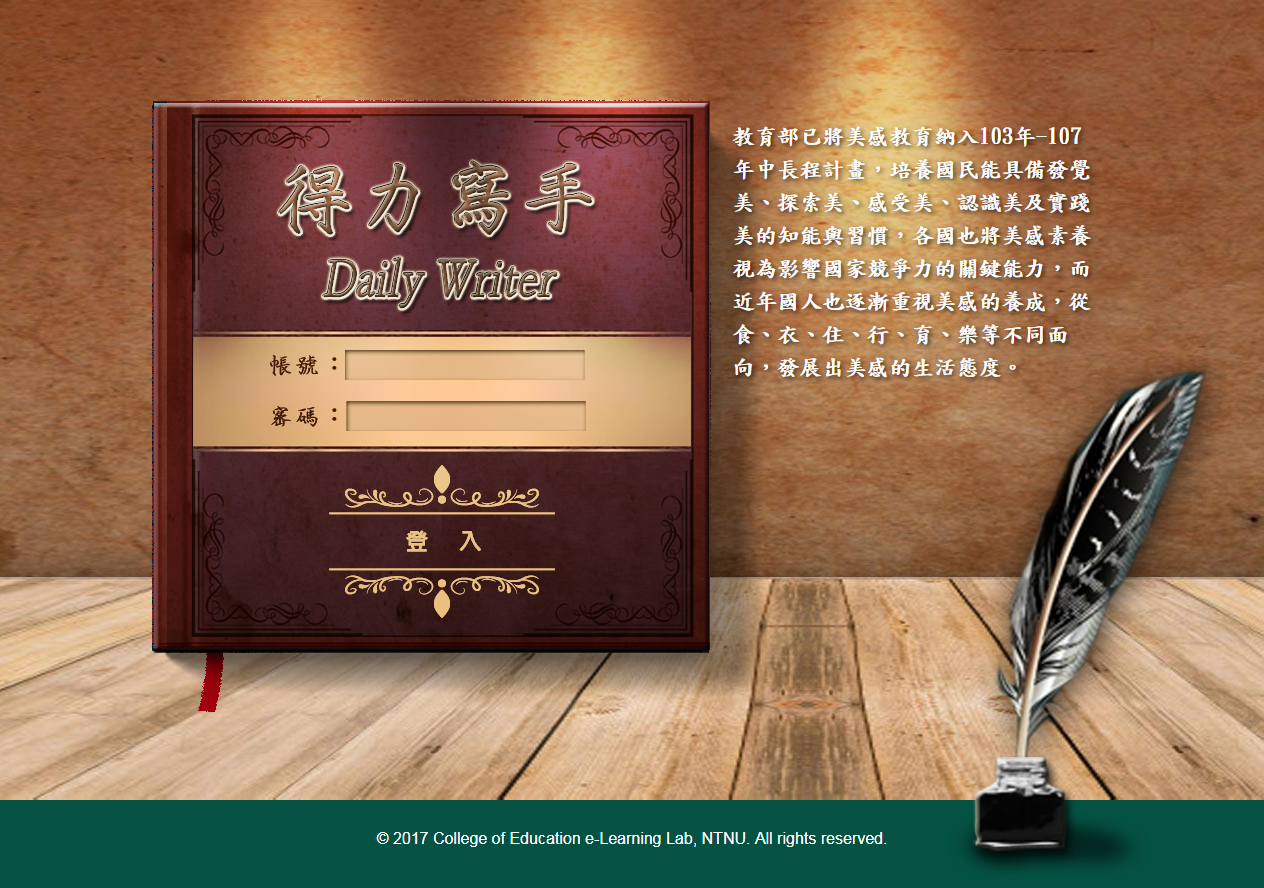 得力寫手
Daily Writer
帳號：
密碼：
登 入
教育部已將美感教育納入103年-107
年中長程計畫，培養國民能具備發覺
美、探索美、感受美、認識美及實踐
美的知能與習慣，各國也將美感素養
視為影響國家競爭力的關鍵能力，而
近年國人也逐漸重視美感的養成，從
食、衣、住、行、育、樂等不同面
向，發展出美感的生活態度。
© 2017 College of Education e-Learning Lab, NTNU. All rights reserved.